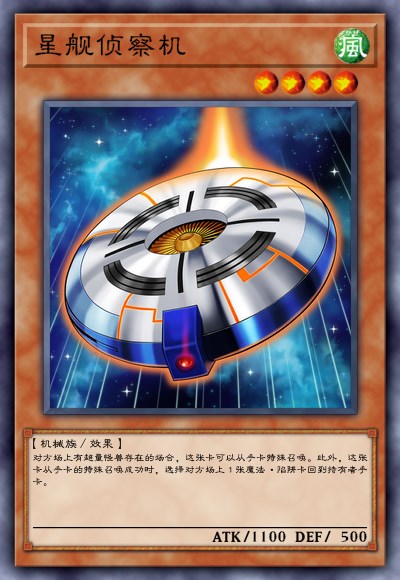 星舰侦察机
風
【机械族／效果】
对方场上有超量怪兽存在的场合，这张卡可以从手卡特殊召唤。此外，这张
卡从手卡的特殊召唤成功时，选择对方场上1张魔法·陷阱卡回到持有者手
卡。
ATK/1100 DEF/ 500